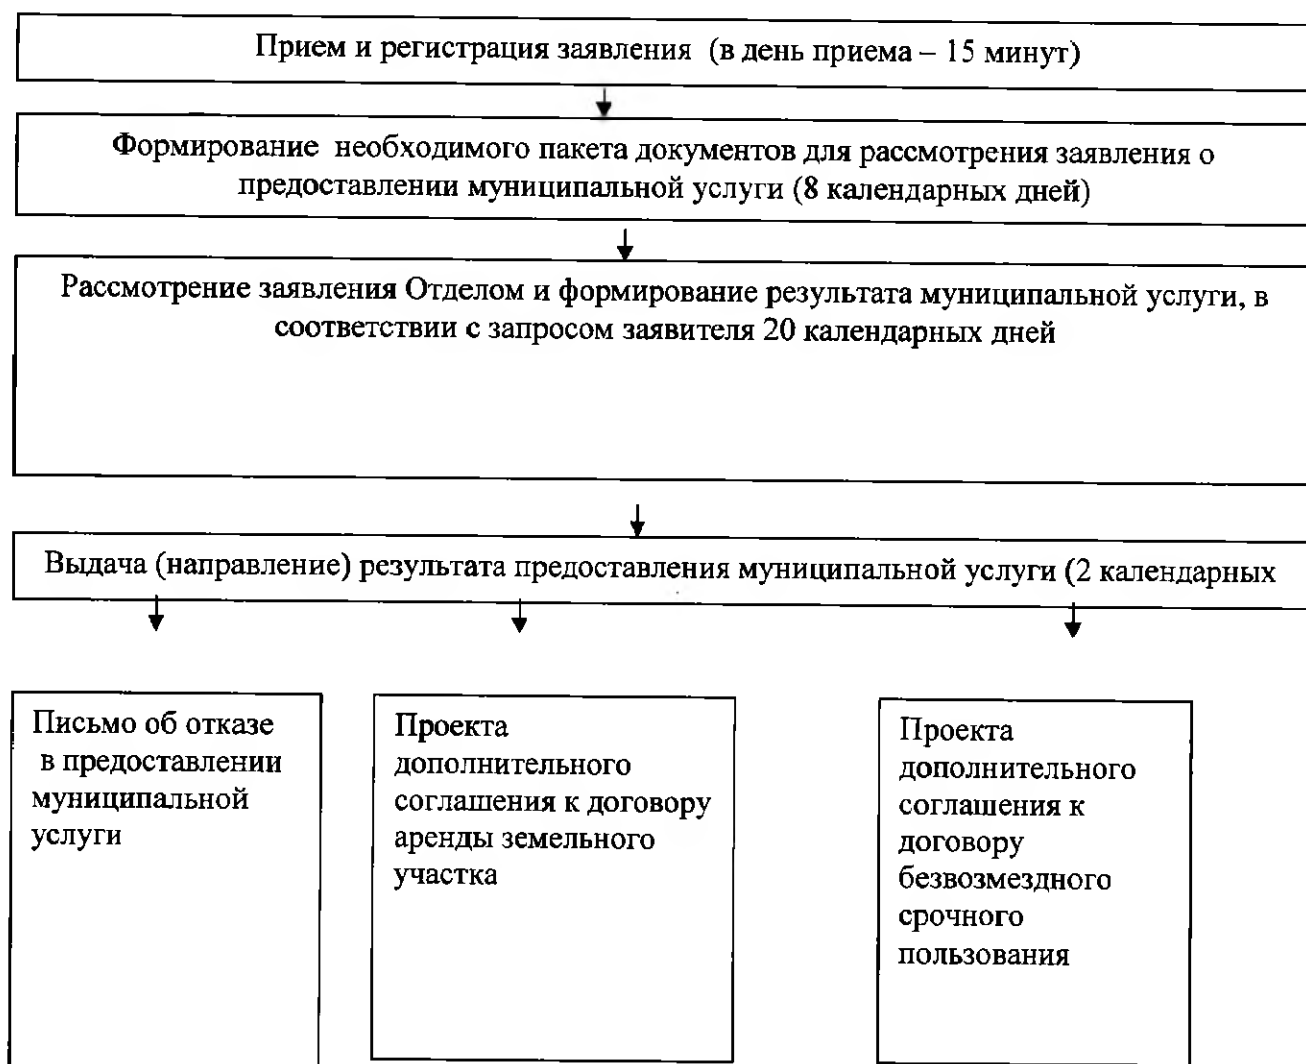 Прием и регистрация заявления (в день приема – 15 минут)
Формирование необходимого пакета документов для рассмотрения заявления о
предоставлении муниципальной услуги (8 календарных дней)
Рассмотрение заявления Отделом и формирование результата муниципальной услуги, в
соответствии с запросом заявителя 20 календарных дней
Выдача (направление) результата предоставления муниципальной услуги (2 календарных
Письмо об отказе
в предоставлении
муниципальной
услуги
Проекта
дополнительного
соглашения к договору
аренды земельного
участка
Проекта
дополнительного
соглашения к
договору
безвозмездного
срочного
пользования